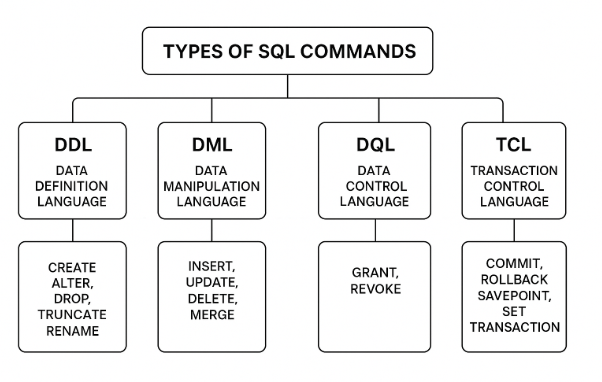 TYPES OF SQL COMMANDS
DDL
DATA
DEFINITION
LANGUAGE
DML
DATA
MANIPULATION
LANGUAGE
DQL
DATA
CONTROL
LANGUAGE
TCL
TRANSACTION
CONTROL
LANGUAGE
CREATE
ALTER,
DROP,
TRUNCATE
RENAME
INSERT,
UPDATE,
DELETE,
MERGE
GRANT,
REVOKE
COMMIT,
ROLLBACK
SAVEPOINT,
SET
TRANSACTION